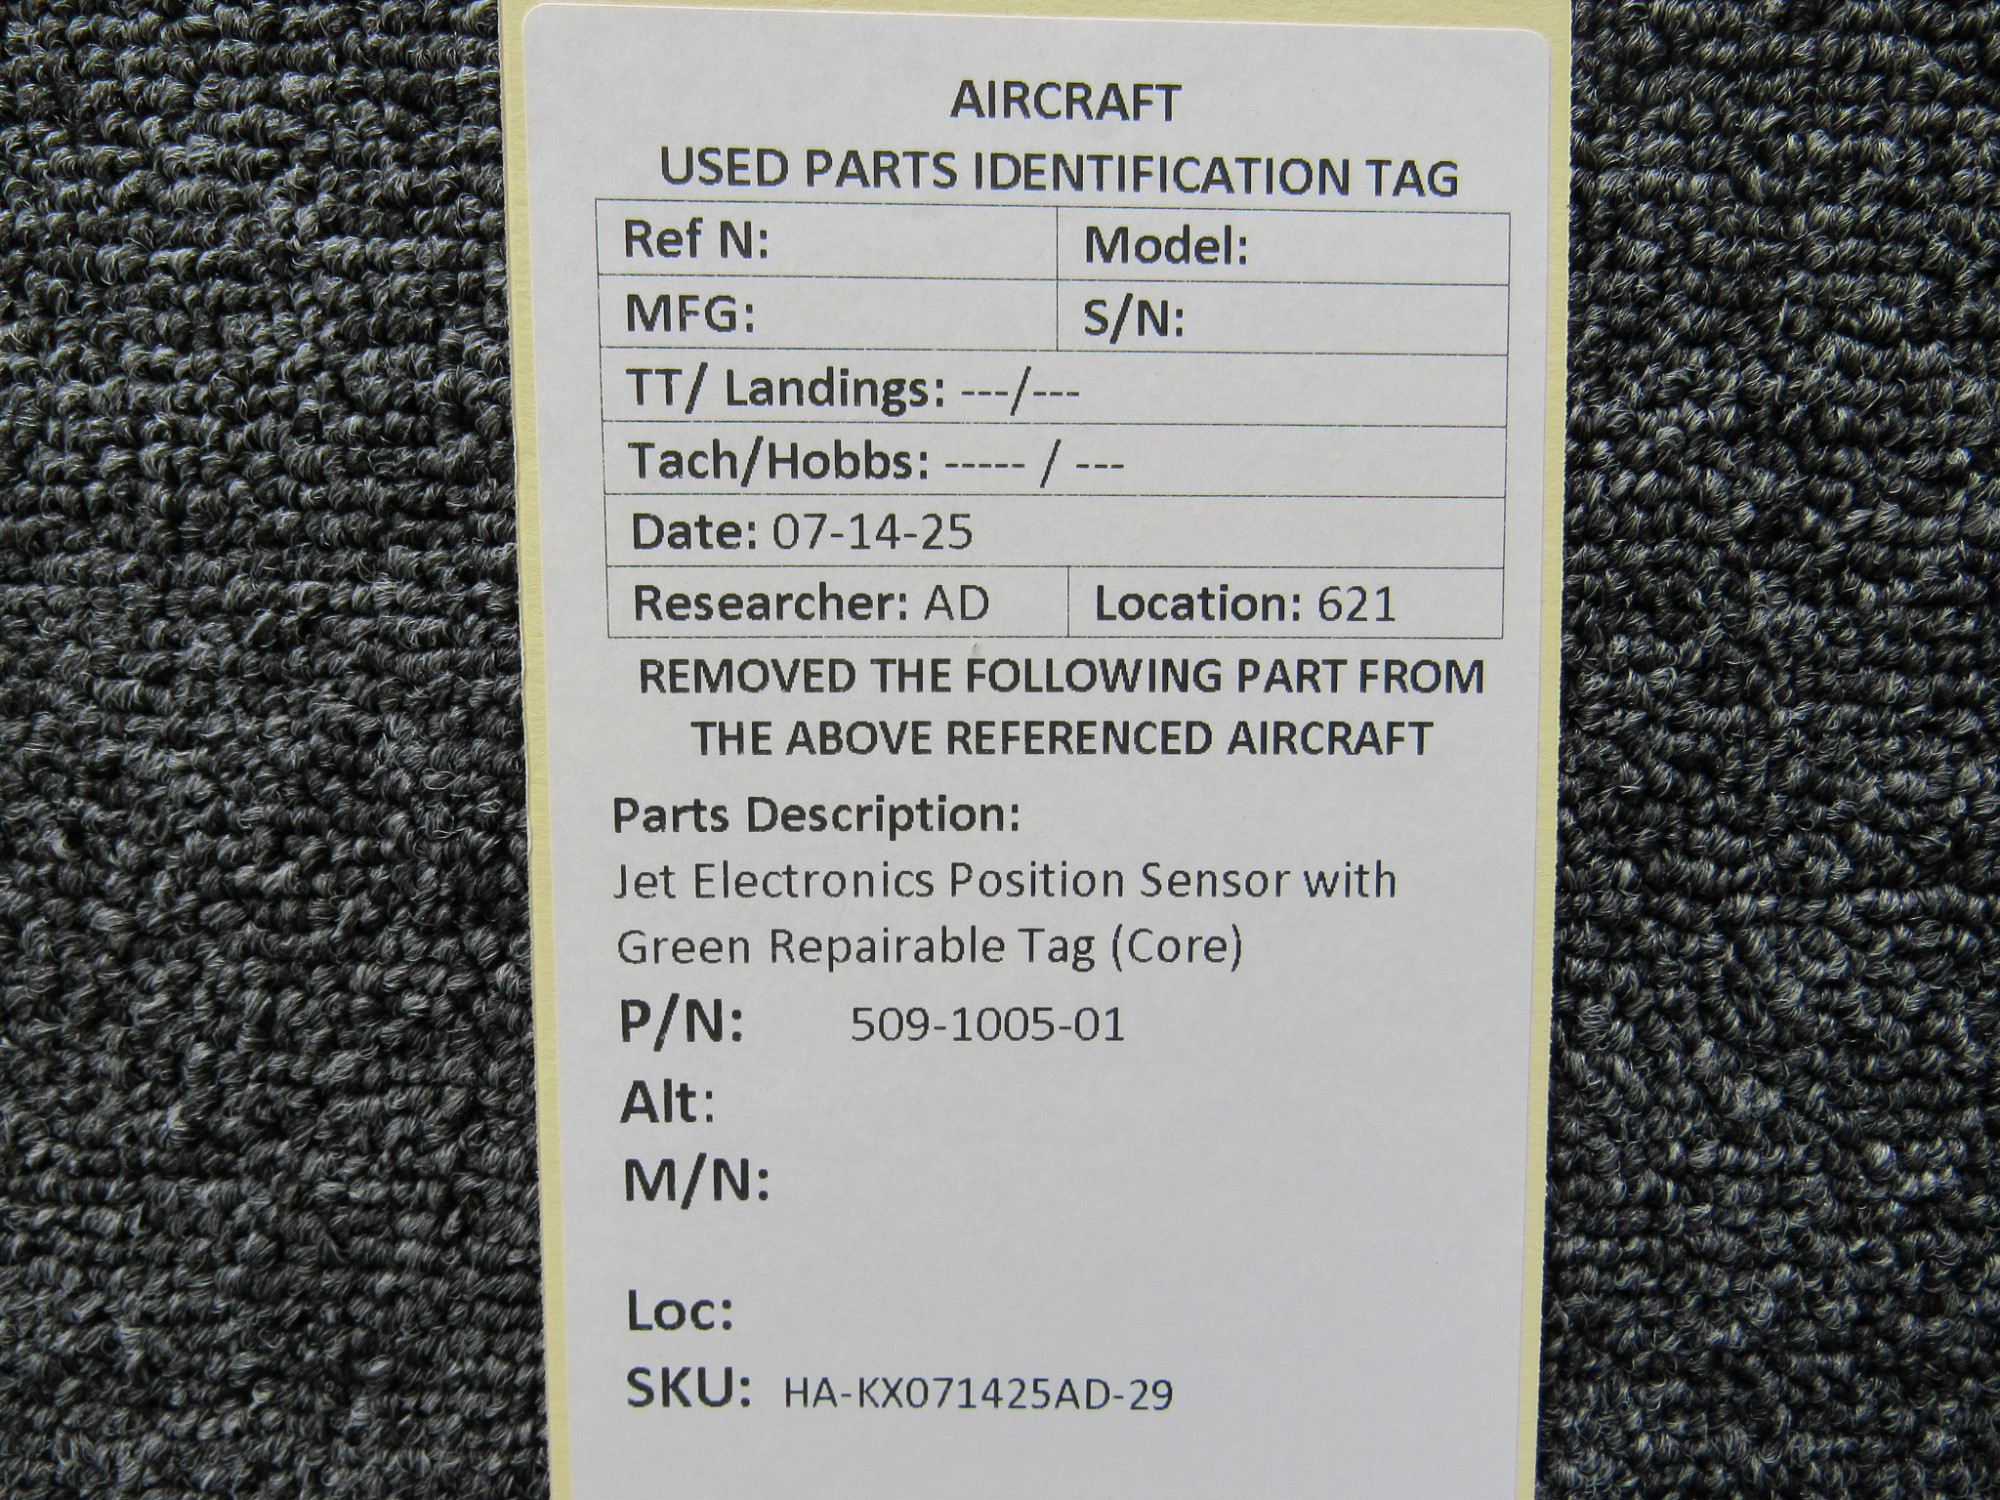 AIRCRAFT
USED PARTS IDENTIFICATION TAG
Ref N: Model:
MFG: S/N:
TT/ Landings: ---/---
Tach/Hobbs: ----- / ---
Date: 07-14-25
Researcher: AD Location: 621
REMOVED THE FOLLOWING PART FROM
THE ABOVE REFERENCED AIRCRAFT
Parts Description:
Jet Electronics Position Sensor with
Green Repairable Tag (Core)
P/N: 509-1005-01
Alt:
M/N:
Loc:
SKU: HA-KX071425AD-29